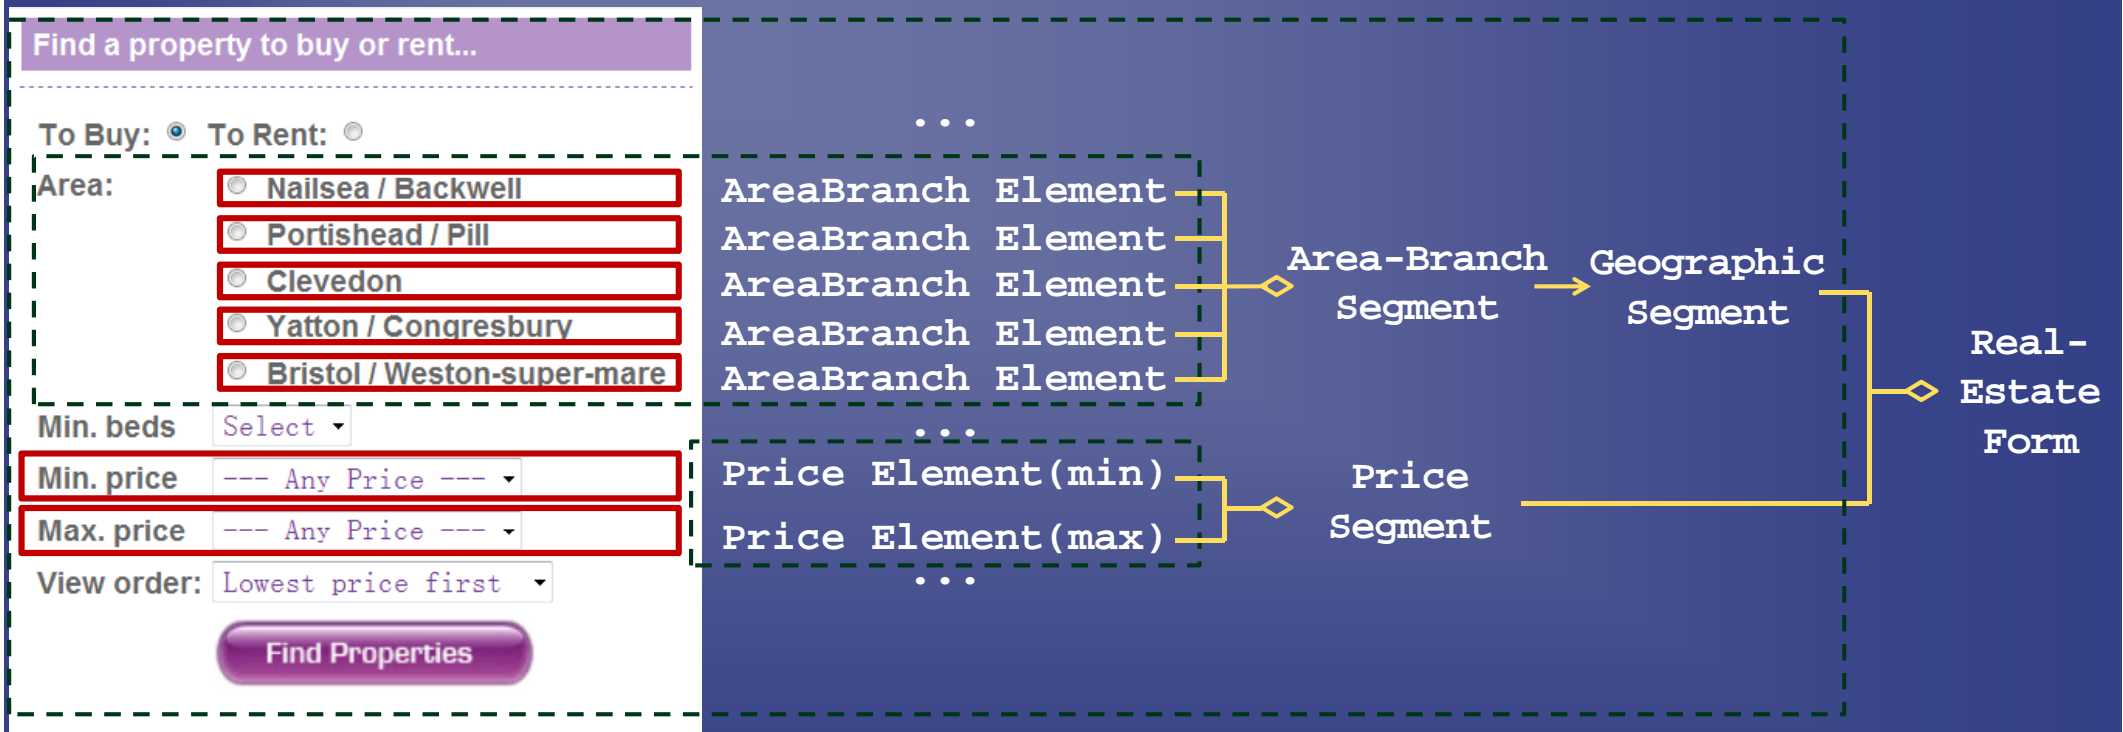 Find a property to buy or rent...
To Buy: To Rent:
...
Area:
Nailsea / Backwell
AreaBranch Element
Portishead / Pill
AreaBranch Element
Clevedon
AreaBranch Element
Yatton / Congresbury
AreaBranch Element
Bristol / Weston-super-mare
AreaBranch Element
Area-Branch
Segment
Geographic
Segment
Real-
Estate
Form
Min. beds Select
...
Min. price --- Any Price ---
Price Element(min)
Max. price --- Any Price ---
Price Element(max)
Price
Segment
View order: Lowest price first
...
Find Properties